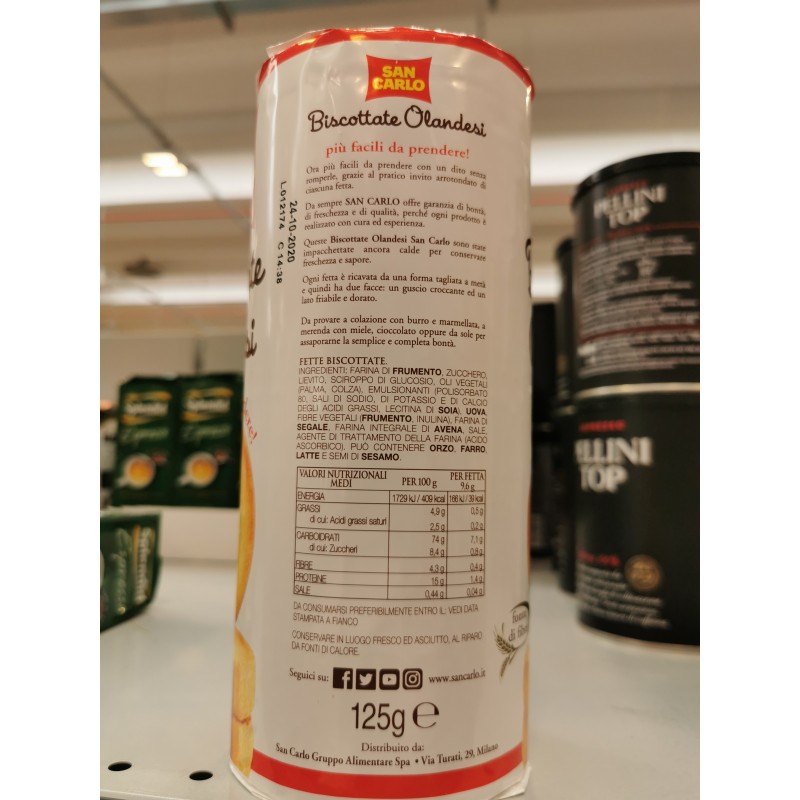 SAN
CARLO
Biscottate Olandesi
più facili da prendere!
Ora più facili da prendere con un dito senza
romperle, grazie al pratico invito arrotondato di
ciascuna fetta.
Da sempre SAN CARLO offre garanzia di bontà,
di freschezza e di qualità, perché ogni prodotto è
realizzato con cura ed esperienza.
Queste Biscottate Olandesi San Carlo sono state
impacchettate ancora calde per conservare
freschezza e sapore.
Ogni fetta è ricavata da una forma tagliata a metà
e quindi ha due facce: un guscio croccante ed un
lato friabile e dorato.
Da provare a colazione con burro e marmellata, a
merenda con miele, cioccolato oppure da sole per
assaporarne la semplice e completa bontà.
24-10-2020
L012174 C 14:38
FETTE BISCOTTATE.
INGREDIENTI: FARINA DI FRUMENTO, ZUCCHERO,
LIEVITO, SCIROPPO DI GLUCOSIO, OLI VEGETALI
(PALMA, COLZA), EMULSIONANTI (POLISORBATO
80, SALI DI SODIO, DI POTASSIO E DI CALCIO
DEGLI ACIDI GRASSI, LECITINA DI SOIA), UOVA,
FIBRE VEGETALI (FRUMENTO, INULINA), FARINA DI
SEGALE, FARINA INTEGRALE DI AVENA, SALE,
AGENTE DI TRATTAMENTO DELLA FARINA (ACIDO
ASCORBICO). PUÒ CONTENERE ORZO, FARRO,
LATTE E SEMI DI SESAMO.
VALORI NUTRIZIONALI MEDI PER 100 g PER FETTA 9,6 g
ENERGIA 1729 kJ / 409 kcal 166 kJ / 39 kcal
GRASSI 4,9 g 0,5 g
di cui: Acidi grassi saturi 2,5 g 0,2 g
CARBOIDRATI 74 g 7,1 g
di cui: Zuccheri 8,4 g 0,8 g
FIBRE 4,3 g 0,4 g
PROTEINE 15 g 1,4 g
SALE 0,44 g 0,04 g
DA CONSUMARSI PREFERIBILMENTE ENTRO IL: VEDI DATA
STAMPATA A FIANCO
CONSERVARE IN LUOGO FRESCO ED ASCIUTTO, AL RIPARO
DA FONTI DI CALORE.
fonte
di fibre
Seguici su: www.sancarlo.it
125g e
Distribuito da:
San Carlo Gruppo Alimentare Spa • Via Turati, 29, Milano
PELLINI
TOP
LLINI
TOP